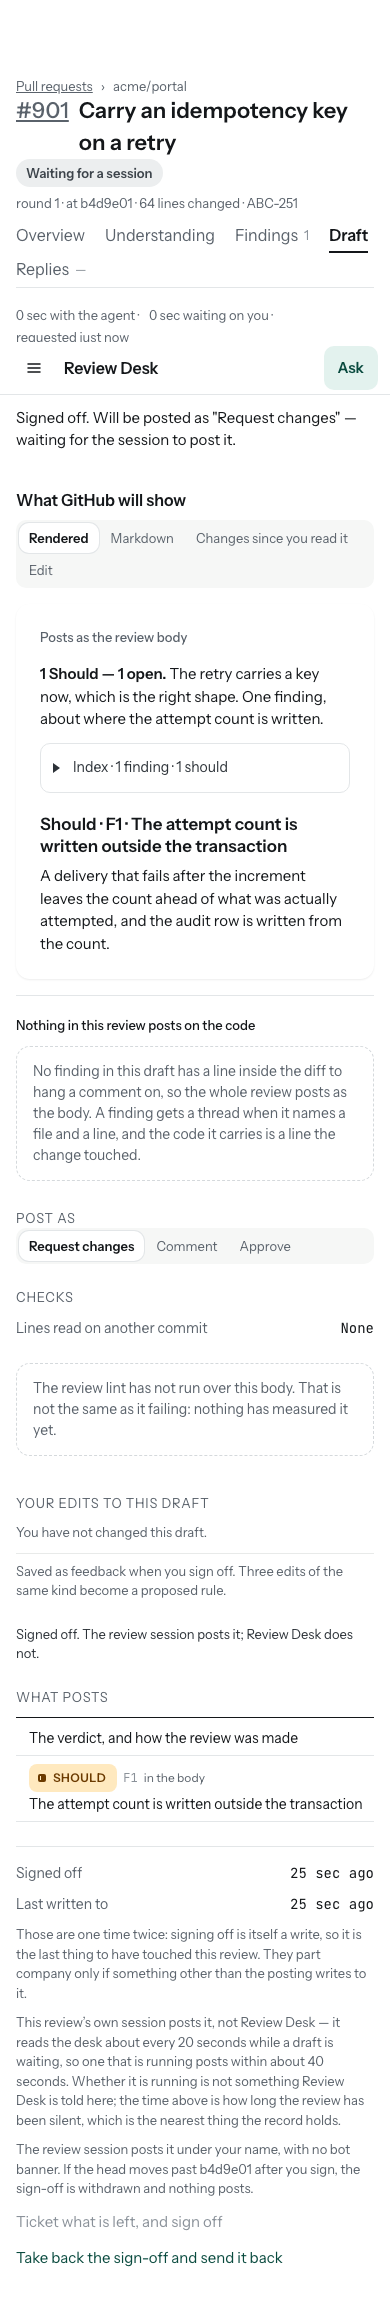 Pull requests › acme/portal
#901 Carry an idempotency key
on a retry
Waiting for a session
round 1 · at b4d9e01 · 64 lines changed · ABC-251
Overview Understanding Findings 1 Draft
Replies —
0 sec with the agent · 0 sec waiting on you ·
requested just now
Review Desk Ask
Signed off. Will be posted as "Request changes" —
waiting for the session to post it.
What GitHub will show
Rendered Markdown Changes since you read it
Edit
Posts as the review body
1 Should — 1 open. The retry carries a key
now, which is the right shape. One finding,
about where the attempt count is written.
Index · 1 finding · 1 should
Should · F1 · The attempt count is
written outside the transaction
A delivery that fails after the increment
leaves the count ahead of what was actually
attempted, and the audit row is written from
the count.
Nothing in this review posts on the code
No finding in this draft has a line inside the diff to
hang a comment on, so the whole review posts as
the body. A finding gets a thread when it names a
file and a line, and the code it carries is a line the
change touched.
POST AS
Request changes Comment Approve
CHECKS
Lines read on another commit None
The review lint has not run over this body. That is
not the same as it failing: nothing has measured it
yet.
YOUR EDITS TO THIS DRAFT
You have not changed this draft.
Saved as feedback when you sign off. Three edits of the
same kind become a proposed rule.
Signed off. The review session posts it; Review Desk does
not.
WHAT POSTS
The verdict, and how the review was made
SHOULD F1 in the body
The attempt count is written outside the transaction
Signed off 25 sec ago
Last written to 25 sec ago
Those are one time twice: signing off is itself a write, so it is
the last thing to have touched this review. They part
company only if something other than the posting writes to
it.
This review's own session posts it, not Review Desk — it
reads the desk about every 20 seconds while a draft is
waiting, so one that is running posts within about 40
seconds. Whether it is running is not something Review
Desk is told here; the time above is how long the review has
been silent, which is the nearest thing the record holds.
The review session posts it under your name, with no bot
banner. If the head moves past b4d9e01 after you sign, the
sign-off is withdrawn and nothing posts.
Ticket what is left, and sign off
Take back the sign-off and send it back